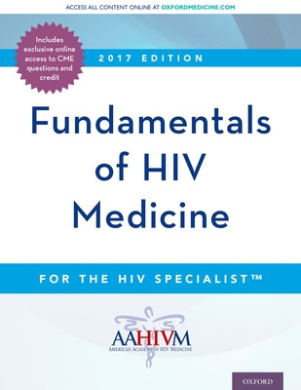 ACCESS ALL CONTENT ONLINE AT OXFORDMEDICINE.COM
Includes
exclusive online
access to CME
questions and
credit
2017 EDITION
Fundamentals
of HIV
Medicine
FOR THE HIV SPECIALIST™
AAHIVM
AMERICAN ACADEMY OF HIV MEDICINE
OXFORD